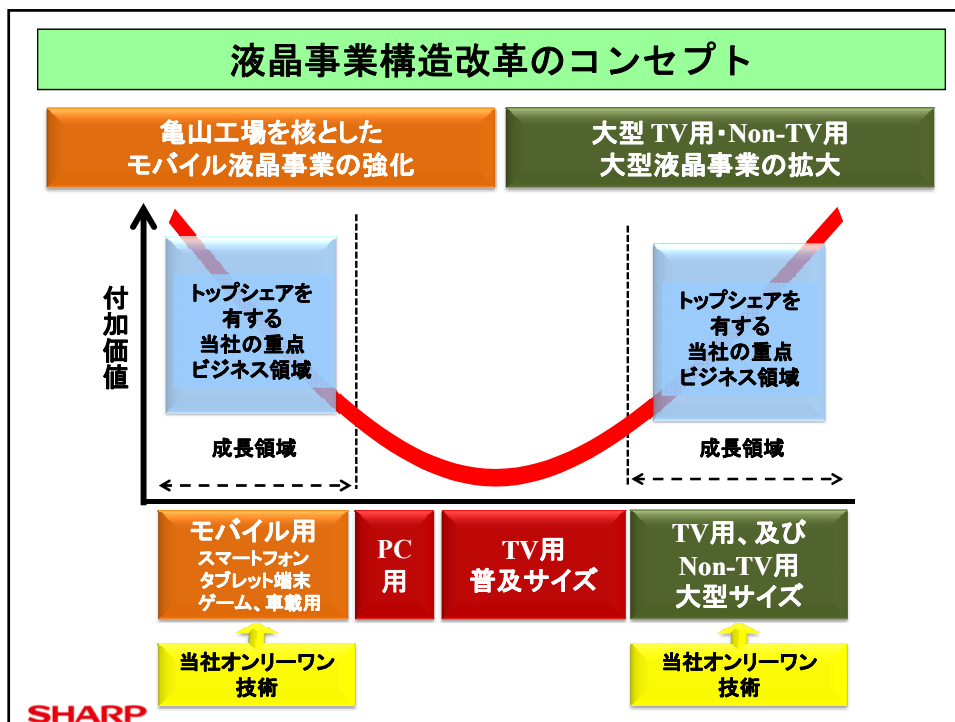 液晶事業構造改革のコンセプト
亀山工場を核とした
モバイル液晶事業の強化
大型 TV用・Non-TV用
大型液晶事業の拡大
付加価値
トップシェアを
有する
当社の重点
ビジネス領域
トップシェアを
有する
当社の重点
ビジネス領域
成長領域
成長領域
モバイル用
スマートフォン
タブレット端末
ゲーム、車載用
PC
用
TV用
普及サイズ
TV用、及び
Non-TV用
大型サイズ
当社オンリーワン
技術
当社オンリーワン
技術
SHARP